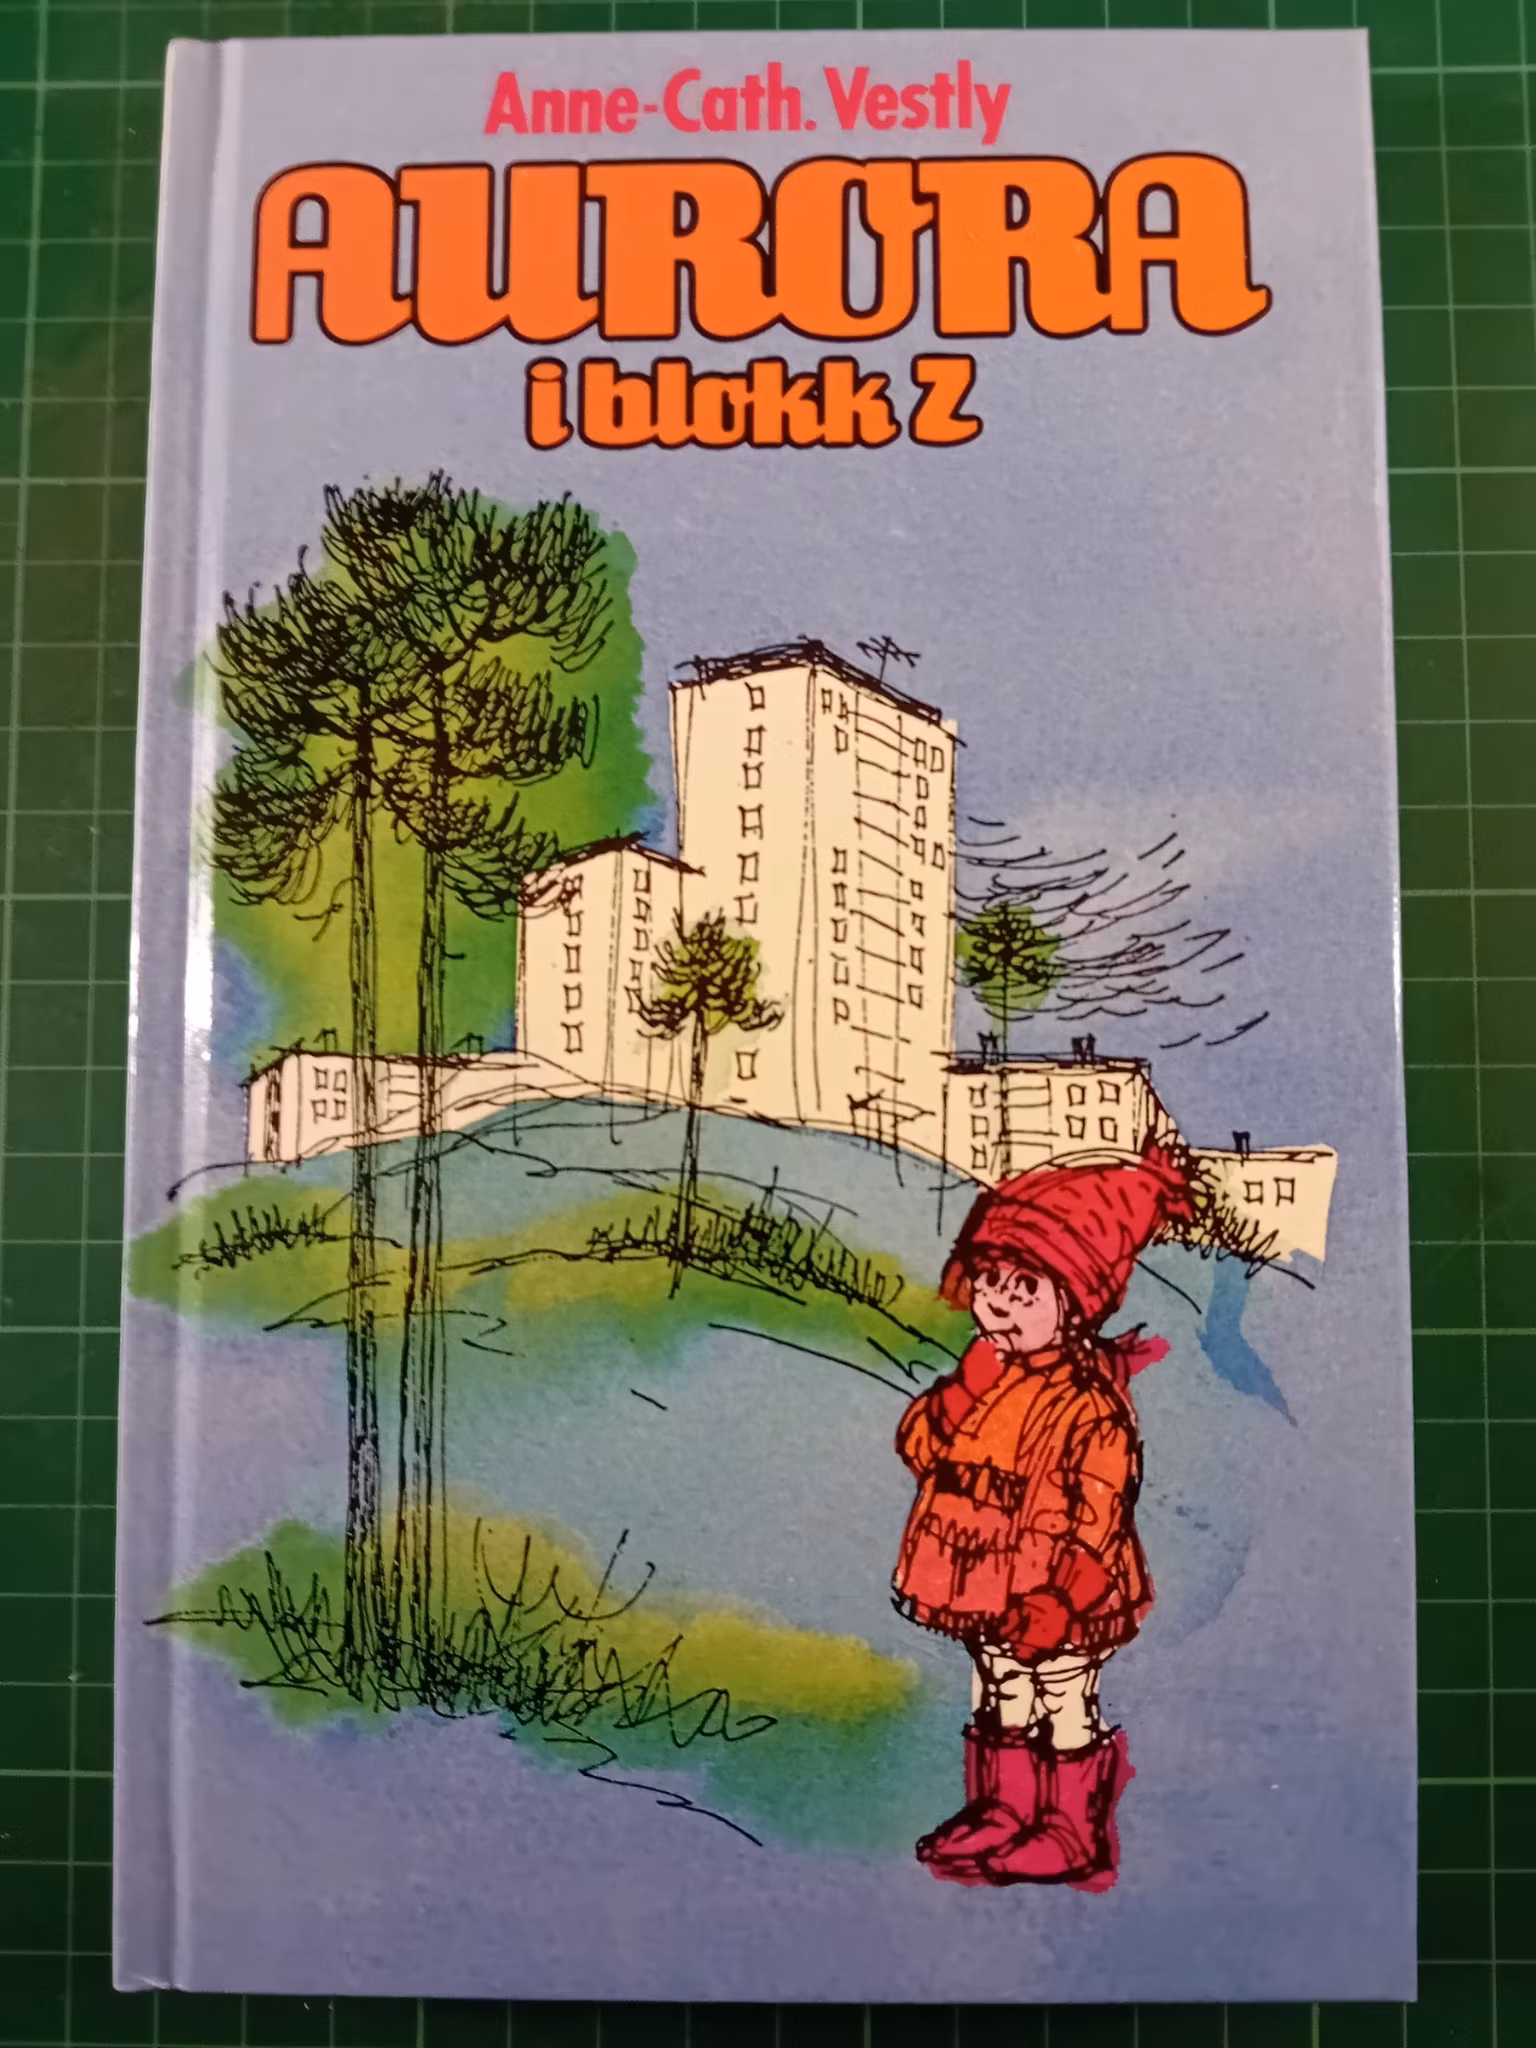 Anne-Cath. Vestly
AURORA
i blokk Z